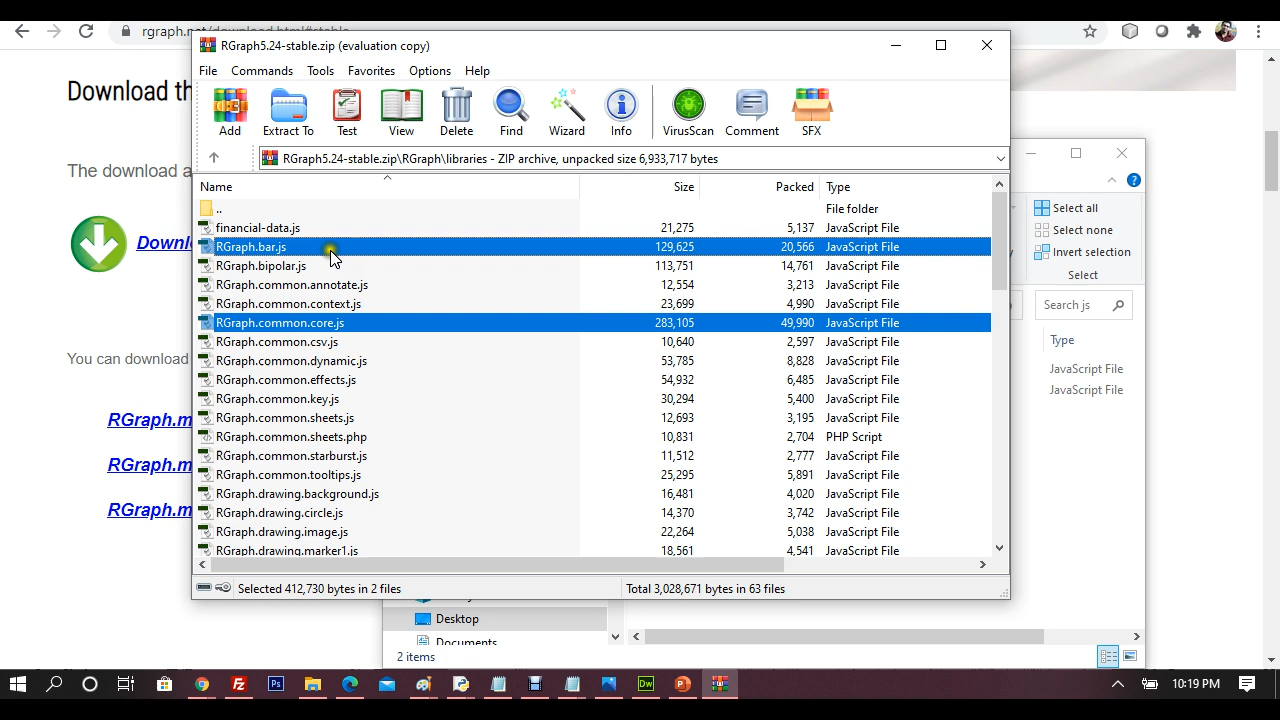 rgraph.net/download.html#stable
RGraph5.24-stable.zip (evaluation copy)
Download th
File Commands Tools Favorites Options Help
Add Extract To Test View Delete Find Wizard Info VirusScan Comment SFX
RGraph5.24-stable.zip\RGraph\libraries - ZIP archive, unpacked size 6,933,717 bytes
The download a
Name Size Packed Type
.. File folder
financial-data.js 21,275 5,137 JavaScript File
RGraph.bar.js 129,625 20,566 JavaScript File
RGraph.bipolar.js 113,751 14,761 JavaScript File
RGraph.common.annotate.js 12,554 3,213 JavaScript File
RGraph.common.context.js 23,699 4,990 JavaScript File
RGraph.common.core.js 283,105 49,990 JavaScript File
RGraph.common.csv.js 10,640 2,597 JavaScript File
RGraph.common.dynamic.js 53,785 8,828 JavaScript File
RGraph.common.effects.js 54,932 6,485 JavaScript File
RGraph.common.key.js 30,294 5,400 JavaScript File
RGraph.common.sheets.js 12,693 3,195 JavaScript File
RGraph.common.sheets.php 10,831 2,704 PHP Script
RGraph.common.starburst.js 11,512 2,777 JavaScript File
RGraph.common.tooltips.js 25,295 5,891 JavaScript File
RGraph.drawing.background.js 16,481 4,020 JavaScript File
RGraph.drawing.circle.js 14,370 3,742 JavaScript File
RGraph.drawing.image.js 22,264 5,038 JavaScript File
RGraph.drawing.marker1.js 18,561 4,541 JavaScript File
Selected 412,730 bytes in 2 files Total 3,028,671 bytes in 63 files
Downl
You can download
RGraph.m
RGraph.m
RGraph.m
Select all
Select none
Invert selection
Select
Search js
Type
JavaScript File
JavaScript File
Desktop
Documents
2 items
10:19 PM